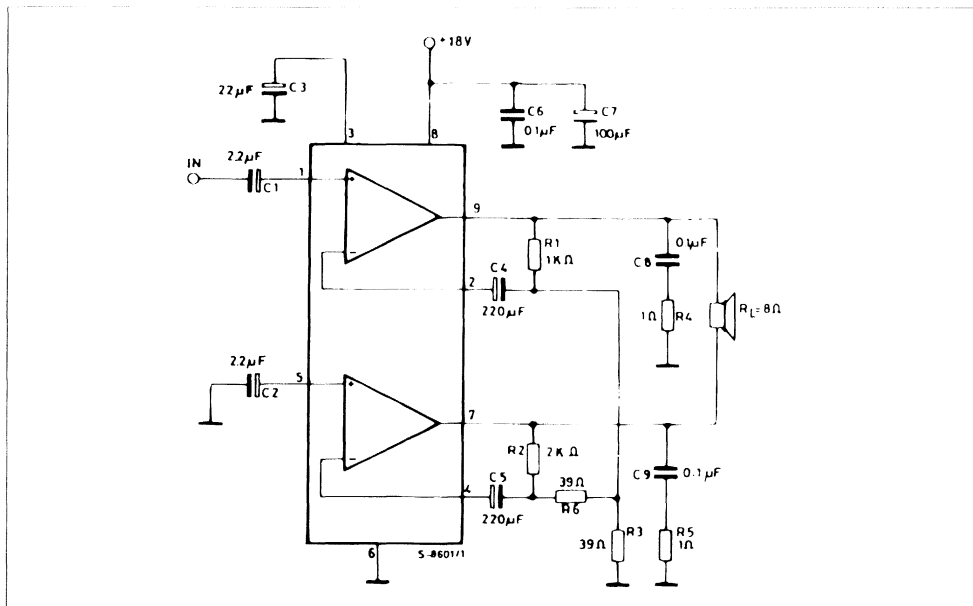 +18V
22µF
C3
C6
0.1µF
C7
100µF
3
8
IN
2.2µF
C1
1
+
9
R1
1KΩ
0.1µF
C8
C4
−
2
220µF
1Ω
R4
RL=8Ω
2.2µF
C2
5
+
7
R2
2KΩ
C9
0.1µF
−
C5
39Ω
4
220µF
R6
R3
39Ω
R5
1Ω
6
S-8601/1